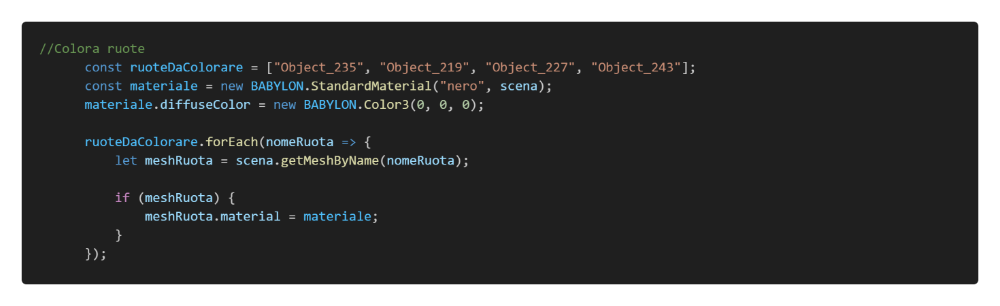 //Colora ruote
const ruoteDaColorare = ["Object_235", "Object_219", "Object_227", "Object_243"];
const materiale = new BABYLON.StandardMaterial("nero", scena);
materiale.diffuseColor = new BABYLON.Color3(0, 0, 0);
ruoteDaColorare.forEach(nomeRuota => {
let meshRuota = scena.getMeshByName(nomeRuota);
if (meshRuota) {
meshRuota.material = materiale;
}
});